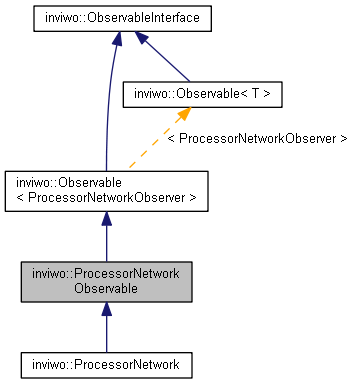 inviwo::ObservableInterface
inviwo::Observable< T >
< ProcessorNetworkObserver >
inviwo::Observable
< ProcessorNetworkObserver >
inviwo::ProcessorNetwork
Observable
inviwo::ProcessorNetwork